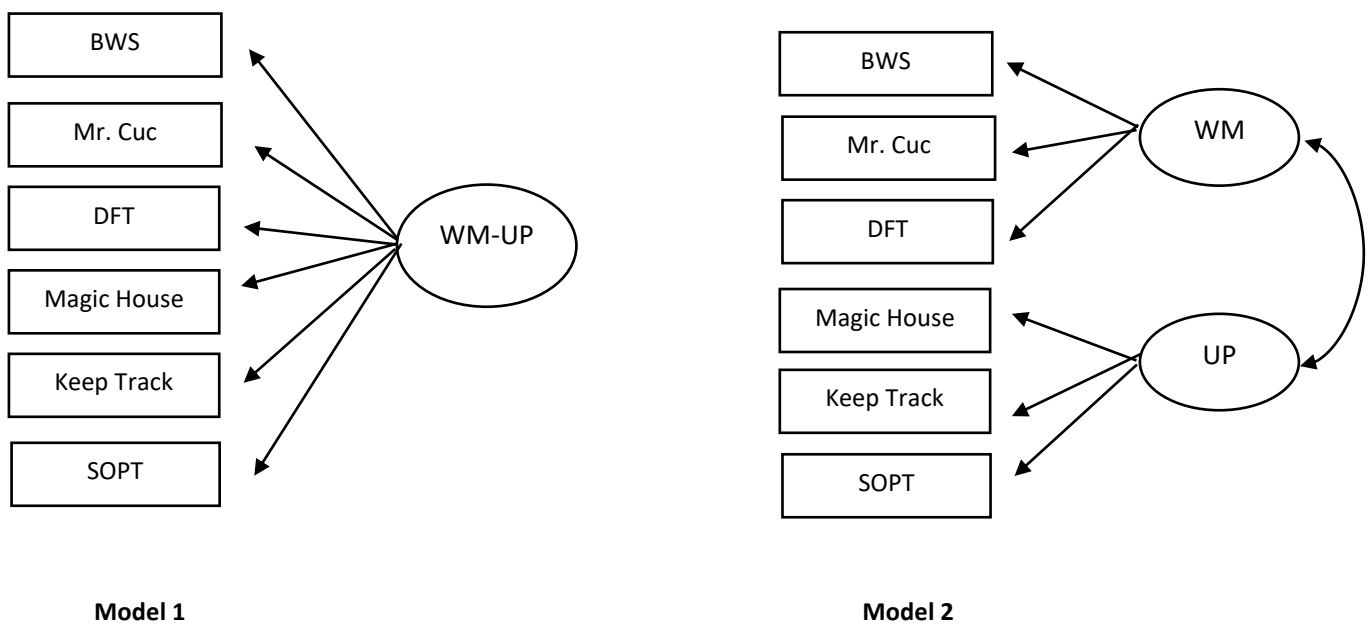 BWS
Mr. Cuc
DFT
Magic House
Keep Track
SOPT
WM-UP
Model 1
BWS
Mr. Cuc
DFT
Magic House
Keep Track
SOPT
WM
UP
Model 2